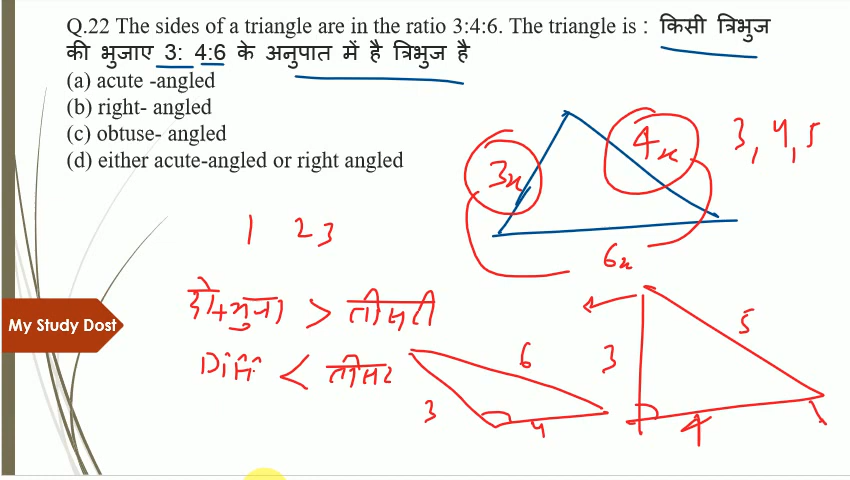 Q.22 The sides of a triangle are in the ratio 3:4:6. The triangle is : किसी त्रिभुज
की भुजाए 3: 4:6 के अनुपात में है त्रिभुज है
(a) acute -angled
(b) right- angled
(c) obtuse- angled
(d) either acute-angled or right angled
3x
4x
3, 4, 5
6x
1 2 3
दो भुजा > तीसरी
Diff < तीसर
My Study Dost
6
3
4
5
3
4